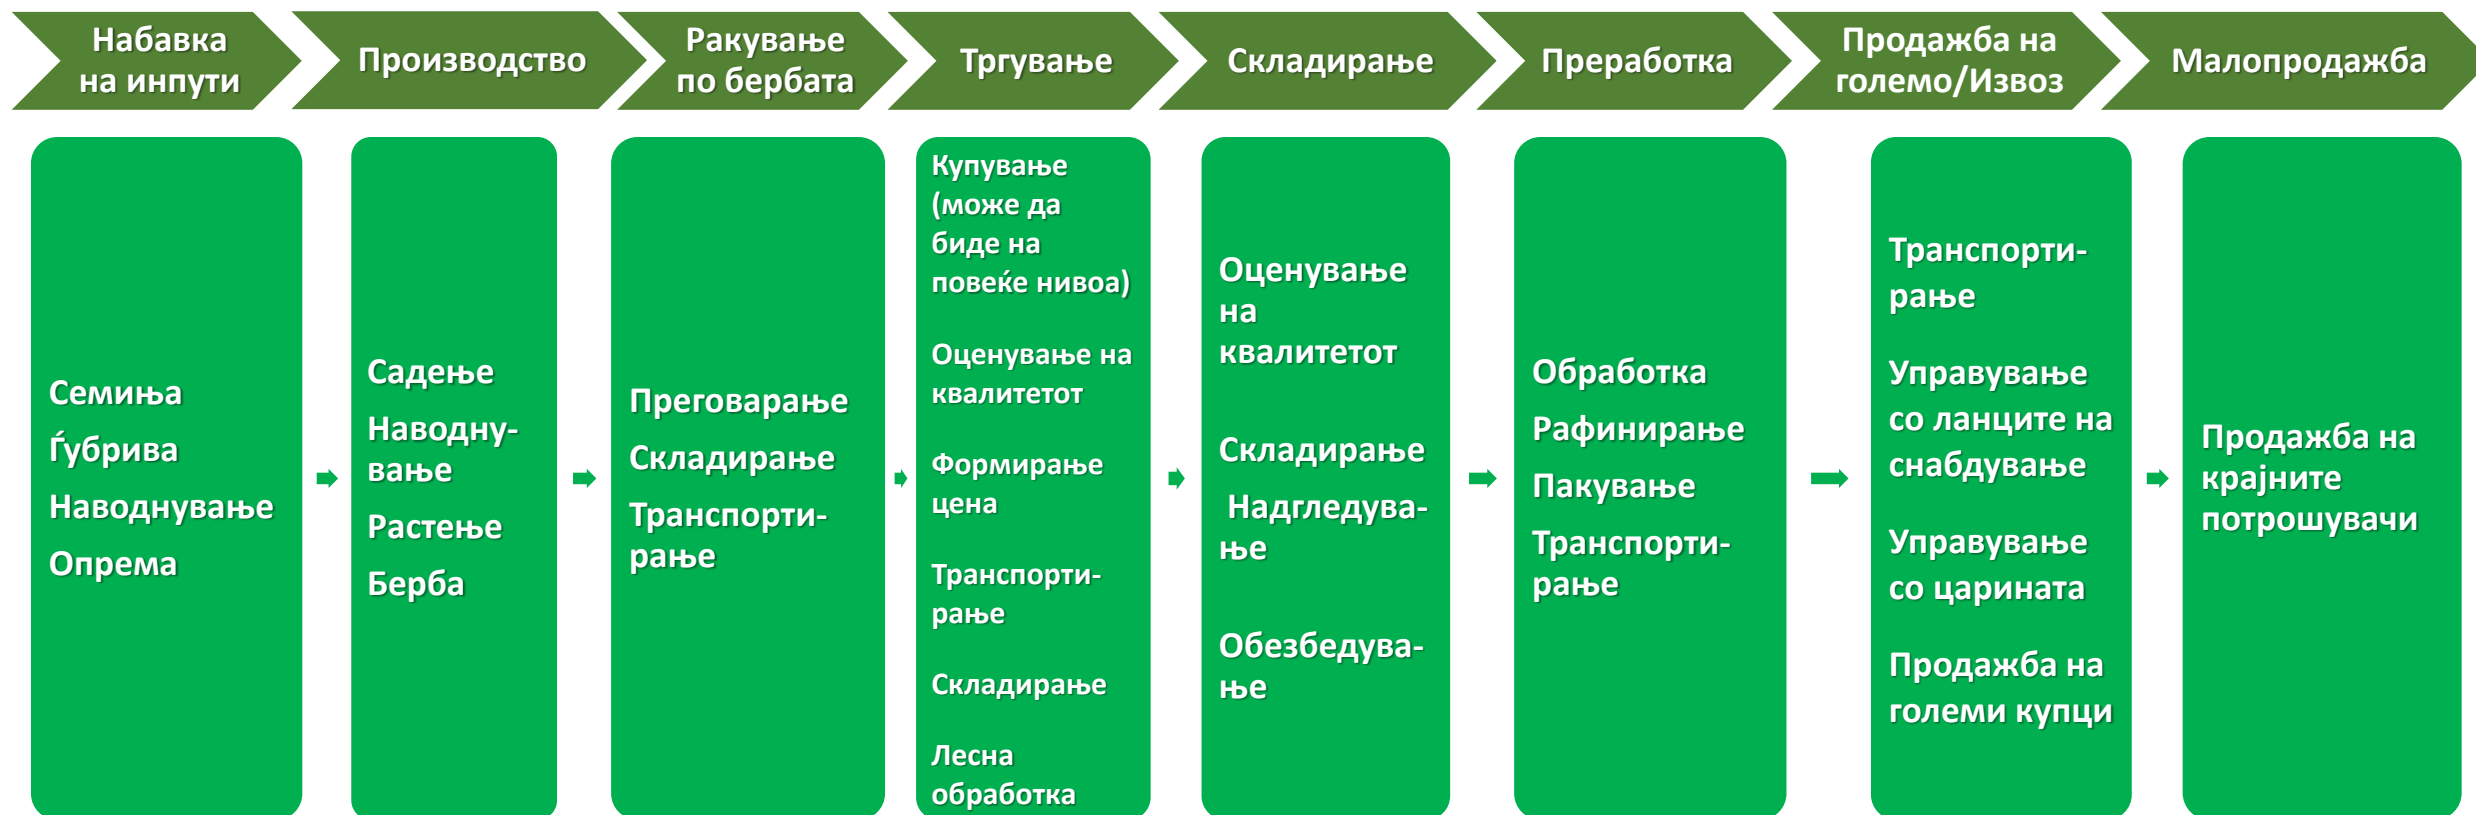 Набавка
на инпути
Производство
Ракување
по бербата
Тргување
Складирање
Преработка
Продажба на
големо/Извоз
Малопродажба
Семиња
Ѓубрива
Наводнување
Опрема
Садење
Наводну-
вање
Растење
Берба
Преговарање
Складирање
Транспорти-
рање
Купување
(може да
биде на
повеќе нивоа)
Оценување на
квалитетот
Формирање
цена
Транспорти-
рање
Складирање
Лесна
обработка
Оценување
на
квалитетот
Складирање
Надгледува-
ње
Обезбедува-
ње
Обработка
Рафинирање
Пакување
Транспорти-
рање
Транспорти-
рање
Управување
со ланците на
снабдување
Управување
со царината
Продажба на
големи купци
Продажба на
крајните
потрошувачи